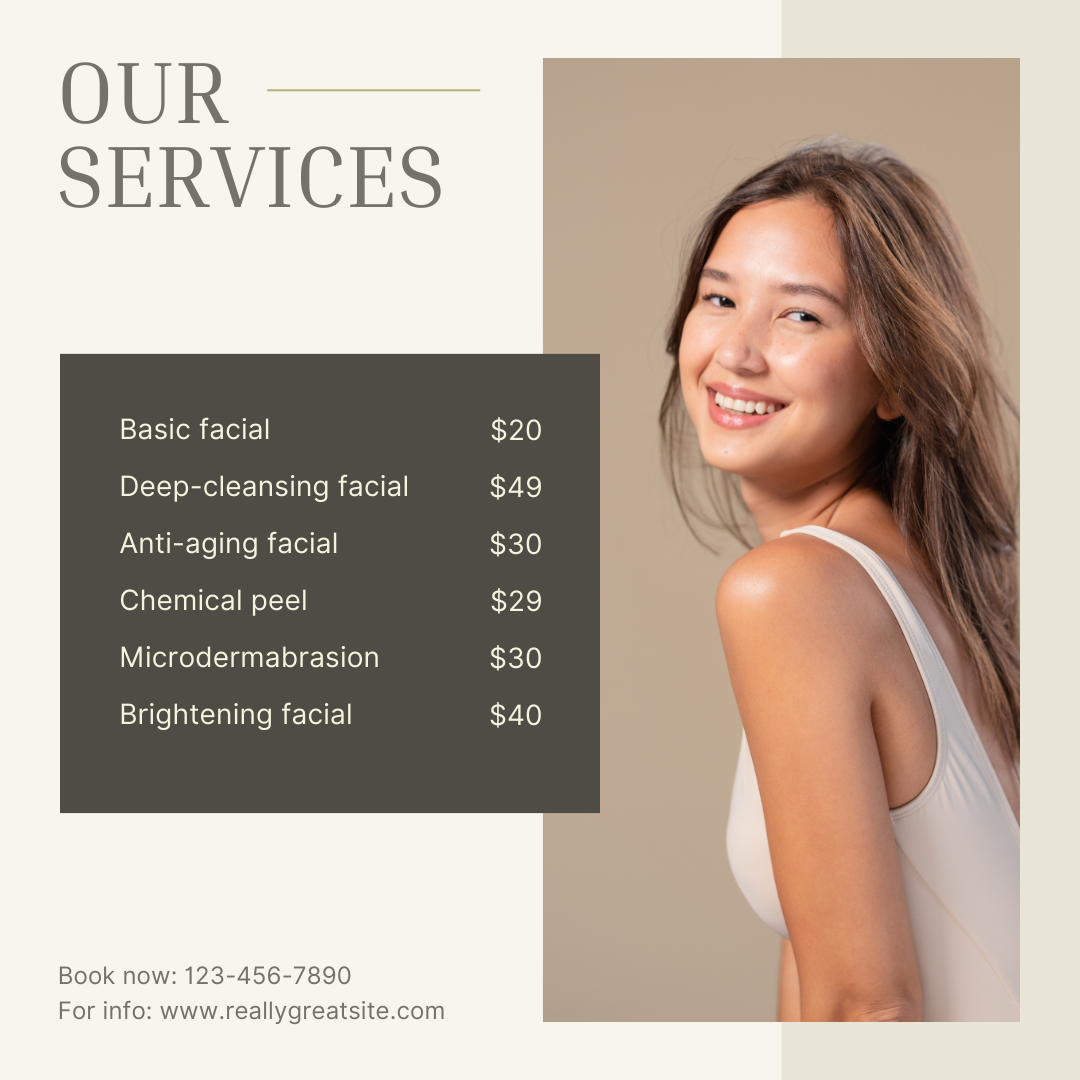 OUR
SERVICES
Basic facial $20
Deep-cleansing facial $49
Anti-aging facial $30
Chemical peel $29
Microdermabrasion $30
Brightening facial $40
Book now: 123-456-7890
For info: www.reallygreatsite.com